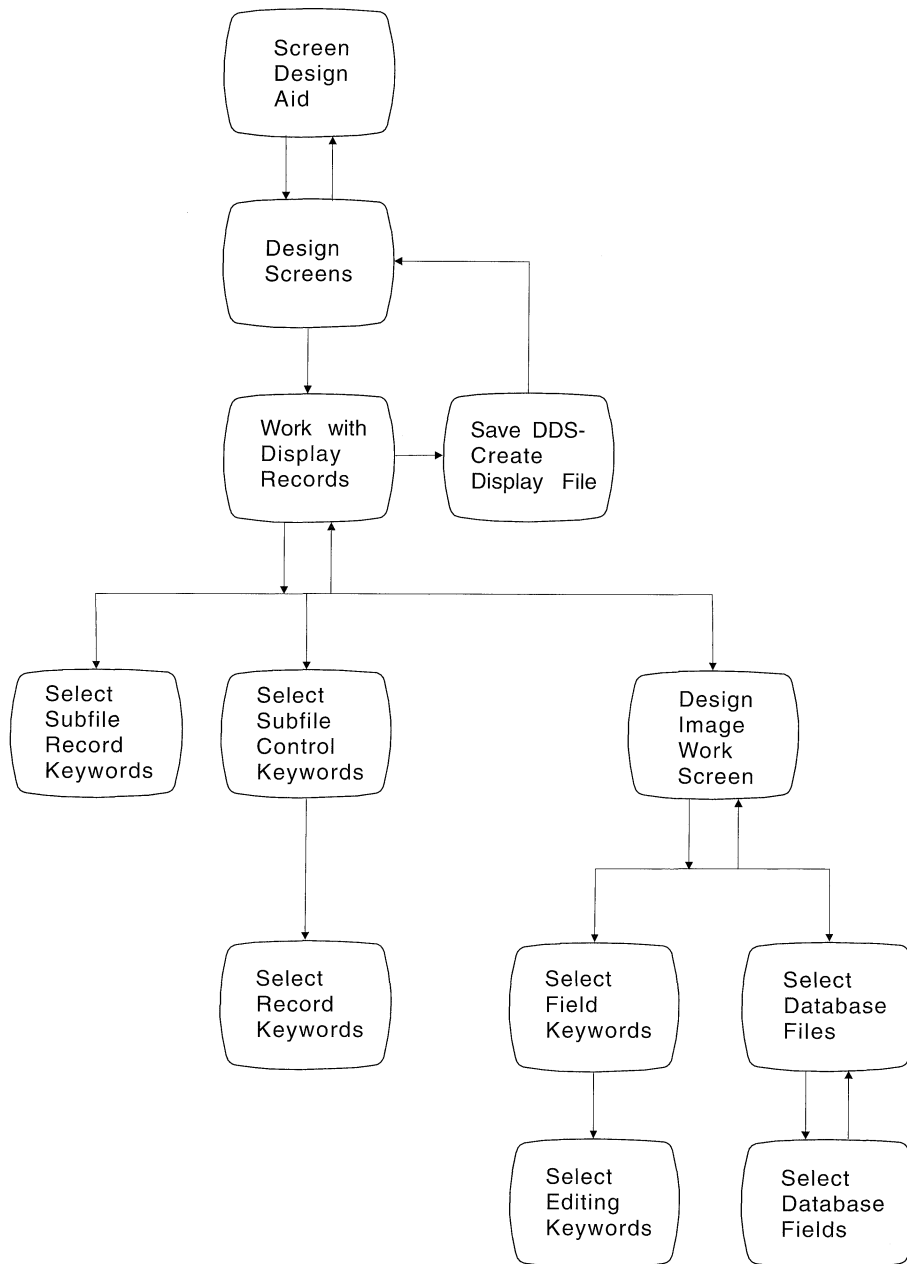 Screen
Design
Aid
Design
Screens
Work with
Display
Records
Save DDS-
Create
Display File
Select
Subfile
Record
Keywords
Select
Subfile
Control
Keywords
Design
Image
Work
Screen
Select
Record
Keywords
Select
Field
Keywords
Select
Database
Files
Select
Editing
Keywords
Select
Database
Fields